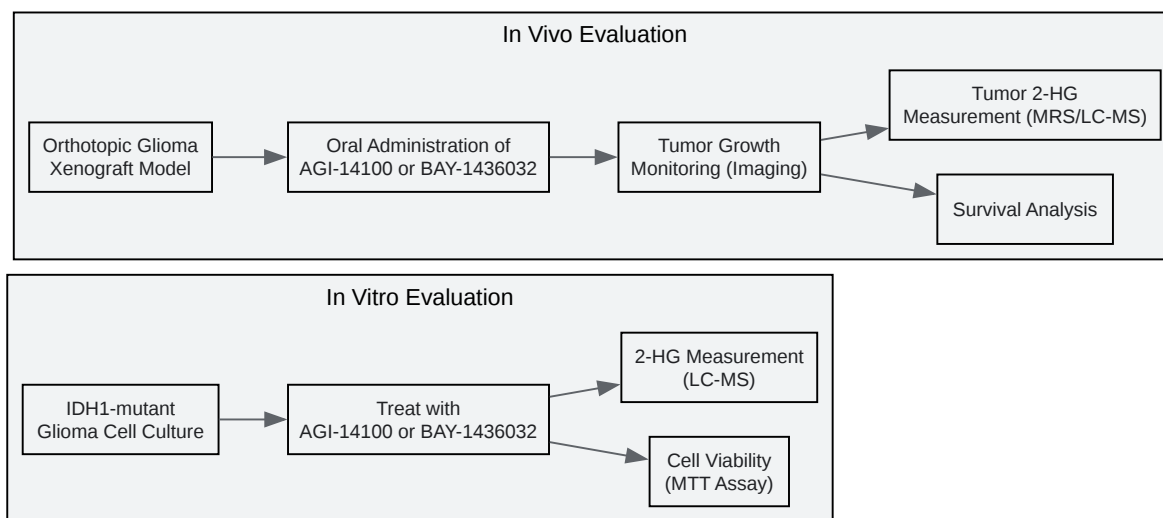 In Vivo Evaluation
Orthotopic Glioma
Xenograft Model
Oral Administration of
AGI-14100 or BAY-1436032
Tumor Growth
Monitoring (Imaging)
Tumor 2-HG
Measurement (MRS/LC-MS)
Survival Analysis
In Vitro Evaluation
IDH1-mutant
Glioma Cell Culture
Treat with
AGI-14100 or BAY-1436032
2-HG Measurement
(LC-MS)
Cell Viability
(MTT Assay)